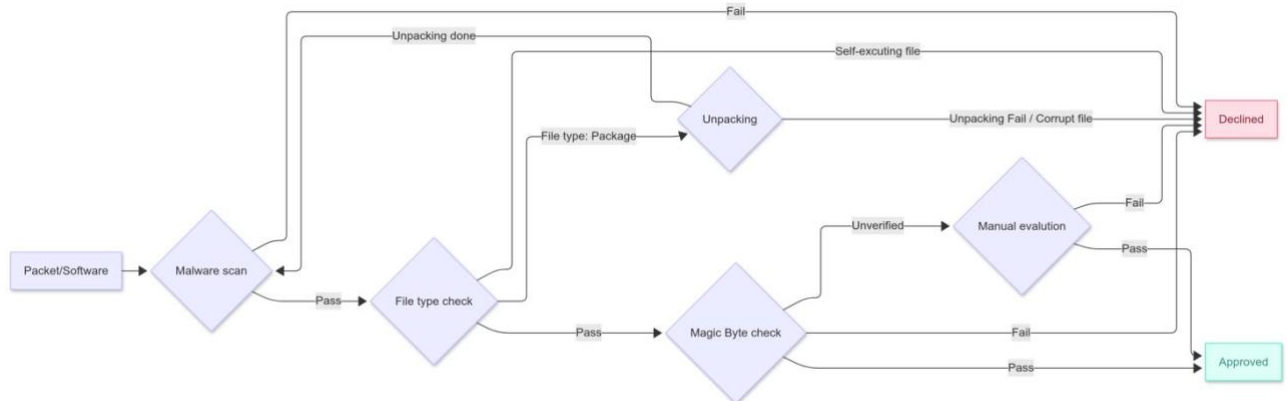 Fail
Unpacking done
Self-excuting file
Unpacking
Unpacking Fail / Corrupt file
Declined
File type: Package
Unverified
Manual evalution
Fail
Pass
Packet/Software
Malware scan
Pass
File type check
Pass
Magic Byte check
Fail
Pass
Approved